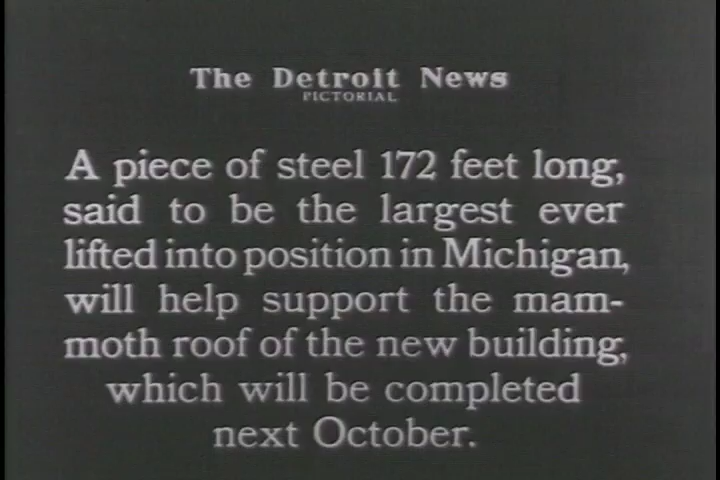 The Detroit News
PICTORIAL
A piece of steel 172 feet long,
said to be the largest ever
lifted into position in Michigan,
will help support the mam-
moth roof of the new building,
which will be completed
next October.